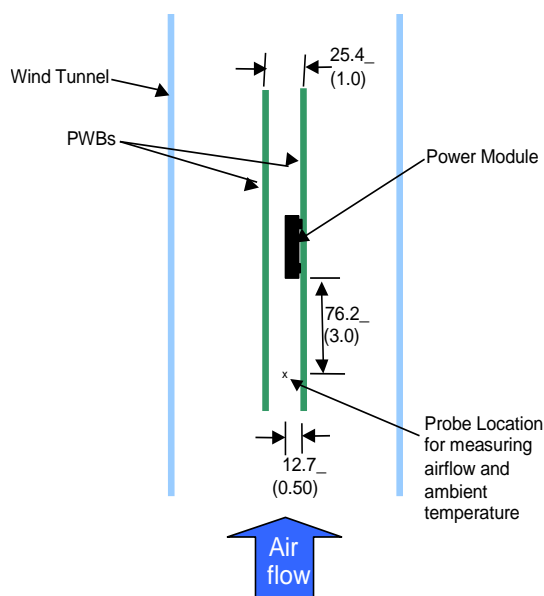 25.4_
(1.0)
Wind Tunnel
PWBs
Power Module
76.2_
(3.0)
x
Probe Location
for measuring
airflow and
ambient
temperature
12.7_
(0.50)
Air
flow